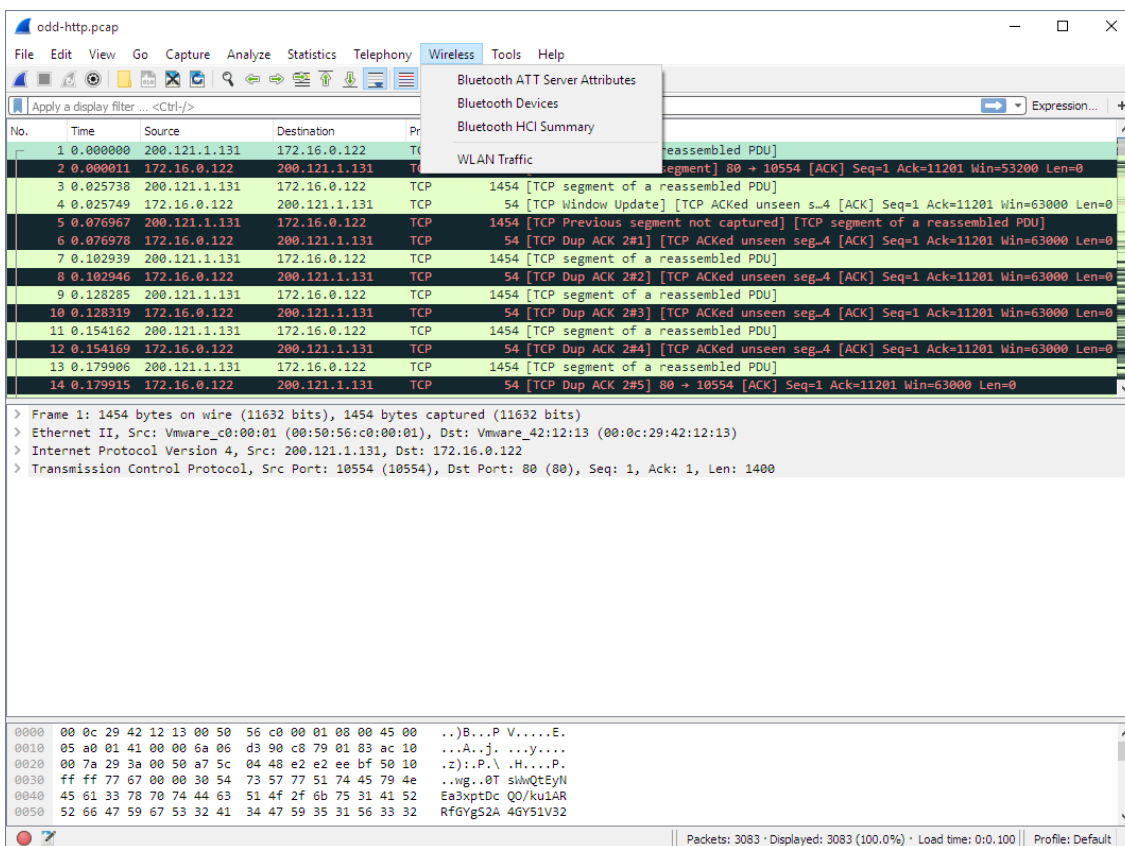 odd-http.pcap
File Edit View Go Capture Analyze Statistics Telephony Wireless Tools Help
Bluetooth ATT Server Attributes
Bluetooth Devices
Bluetooth HCI Summary
WLAN Traffic
Apply a display filter ... <Ctrl-/> Expression... +
No. Time Source Destination Pr
1 0.000000 200.121.1.131 172.16.0.122 TC reassembled PDU]
2 0.000011 172.16.0.122 200.121.1.131 TC segment] 80 → 10554 [ACK] Seq=1 Ack=11201 Win=53200 Len=0
3 0.025738 200.121.1.131 172.16.0.122 TCP 1454 [TCP segment of a reassembled PDU]
4 0.025749 172.16.0.122 200.121.1.131 TCP 54 [TCP Window Update] [TCP ACKed unseen s…4 [ACK] Seq=1 Ack=11201 Win=63000 Len=0
5 0.076967 200.121.1.131 172.16.0.122 TCP 1454 [TCP Previous segment not captured] [TCP segment of a reassembled PDU]
6 0.076978 172.16.0.122 200.121.1.131 TCP 54 [TCP Dup ACK 2#1] [TCP ACKed unseen seg…4 [ACK] Seq=1 Ack=11201 Win=63000 Len=0
7 0.102939 200.121.1.131 172.16.0.122 TCP 1454 [TCP segment of a reassembled PDU]
8 0.102946 172.16.0.122 200.121.1.131 TCP 54 [TCP Dup ACK 2#2] [TCP ACKed unseen seg…4 [ACK] Seq=1 Ack=11201 Win=63000 Len=0
9 0.128285 200.121.1.131 172.16.0.122 TCP 1454 [TCP segment of a reassembled PDU]
10 0.128319 172.16.0.122 200.121.1.131 TCP 54 [TCP Dup ACK 2#3] [TCP ACKed unseen seg…4 [ACK] Seq=1 Ack=11201 Win=63000 Len=0
11 0.154162 200.121.1.131 172.16.0.122 TCP 1454 [TCP segment of a reassembled PDU]
12 0.154169 172.16.0.122 200.121.1.131 TCP 54 [TCP Dup ACK 2#4] [TCP ACKed unseen seg…4 [ACK] Seq=1 Ack=11201 Win=63000 Len=0
13 0.179906 200.121.1.131 172.16.0.122 TCP 1454 [TCP segment of a reassembled PDU]
14 0.179915 172.16.0.122 200.121.1.131 TCP 54 [TCP Dup ACK 2#5] 80 → 10554 [ACK] Seq=1 Ack=11201 Win=63000 Len=0
> Frame 1: 1454 bytes on wire (11632 bits), 1454 bytes captured (11632 bits)
> Ethernet II, Src: Vmware_c0:00:01 (00:50:56:c0:00:01), Dst: Vmware_42:12:13 (00:0c:29:42:12:13)
> Internet Protocol Version 4, Src: 200.121.1.131, Dst: 172.16.0.122
> Transmission Control Protocol, Src Port: 10554 (10554), Dst Port: 80 (80), Seq: 1, Ack: 1, Len: 1400
0000 00 0c 29 42 12 13 00 50 56 c0 00 01 08 00 45 00 ..)B...P V.....E.
0010 05 a0 01 41 00 00 6a 06 d3 90 c8 79 01 83 ac 10 ...A..j. ...y....
0020 00 7a 29 3a 00 50 a7 5c 04 48 e2 e2 ee bf 50 10 .z):.P.\ .H....P.
0030 ff ff 77 67 00 00 30 54 73 57 77 51 74 45 79 4e ..wg..0T sWwQtEyN
0040 45 61 33 78 70 74 44 63 51 4f 2f 6b 75 31 41 52 Ea3xptDc QO/ku1AR
0050 52 66 47 59 67 53 32 41 34 47 59 35 31 56 33 32 RfGYgS2A 4GY51V32
Packets: 3083 · Displayed: 3083 (100.0%) · Load time: 0:0.100 Profile: Default